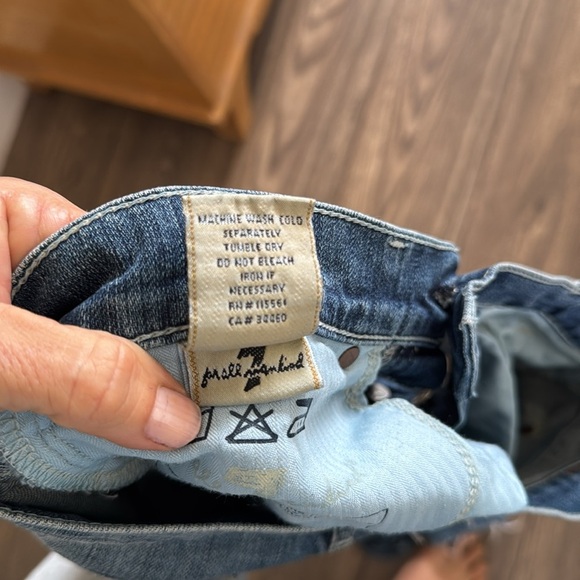 MACHINE WASH COLD
SEPARATELY
TUMBLE DRY
DO NOT BLEACH
IRON IF
NECESSARY
RN# 115561
CA# 30060
7
for all mankind